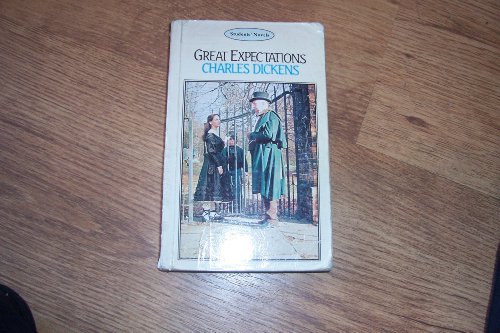 Students' Novels
GREAT EXPECTATIONS
CHARLES DICKENS